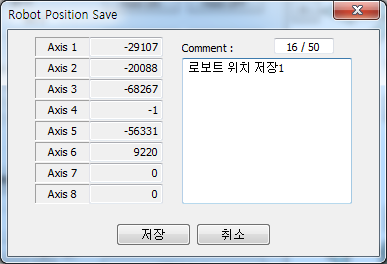 Robot Position Save
Axis 1 -29107
Axis 2 -20088
Axis 3 -68267
Axis 4 -1
Axis 5 -56331
Axis 6 9220
Axis 7 0
Axis 8 0
Comment : 16 / 50
로보트 위치 저장1
저장 취소